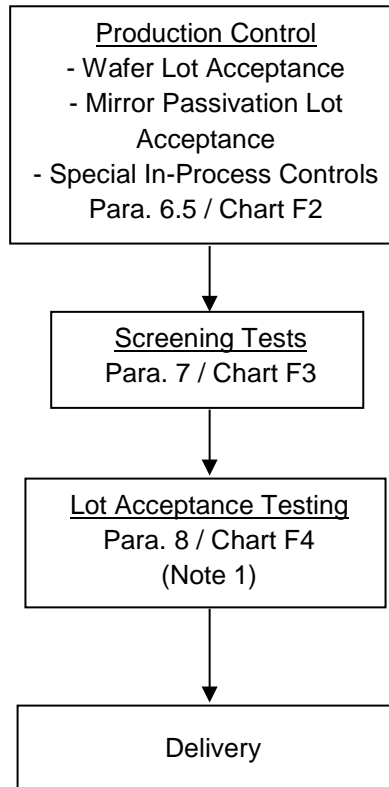 Production Control
- Wafer Lot Acceptance
- Mirror Passivation Lot
Acceptance
- Special In-Process Controls
Para. 6.5 / Chart F2
Screening Tests
Para. 7 / Chart F3
Lot Acceptance Testing
Para. 8 / Chart F4
(Note 1)
Delivery